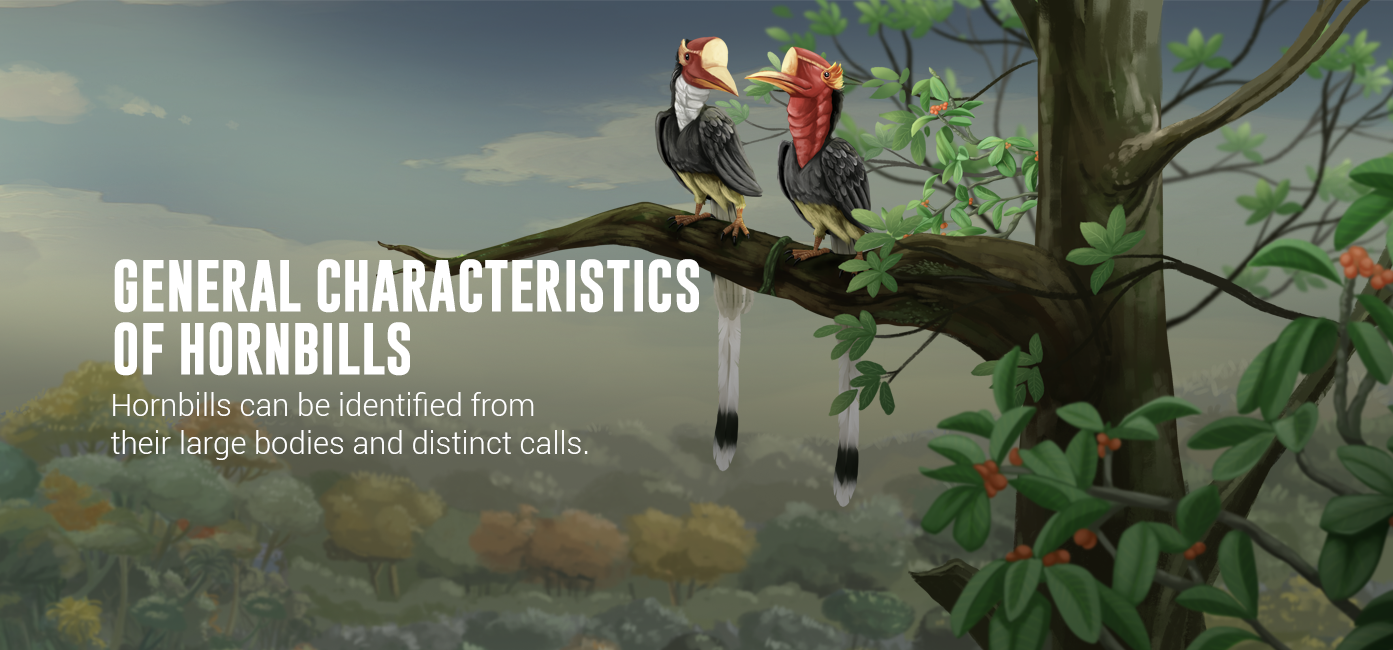 GENERAL CHARACTERISTICS
OF HORNBILLS
Hornbills can be identified from
their large bodies and distinct calls.